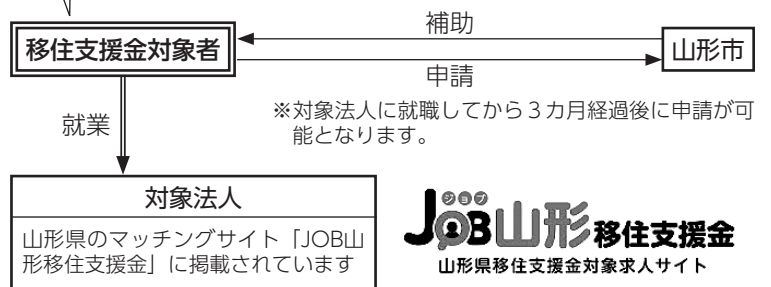 補助
移住支援金対象者
山形市
申請
※対象法人に就職してから３カ月経過後に申請が可
能となります。
就業
対象法人
山形県のマッチングサイト「JOB山
形移住支援金」に掲載されています
ジョブ
JOB山形移住支援金
山形県移住支援金対象求人サイト